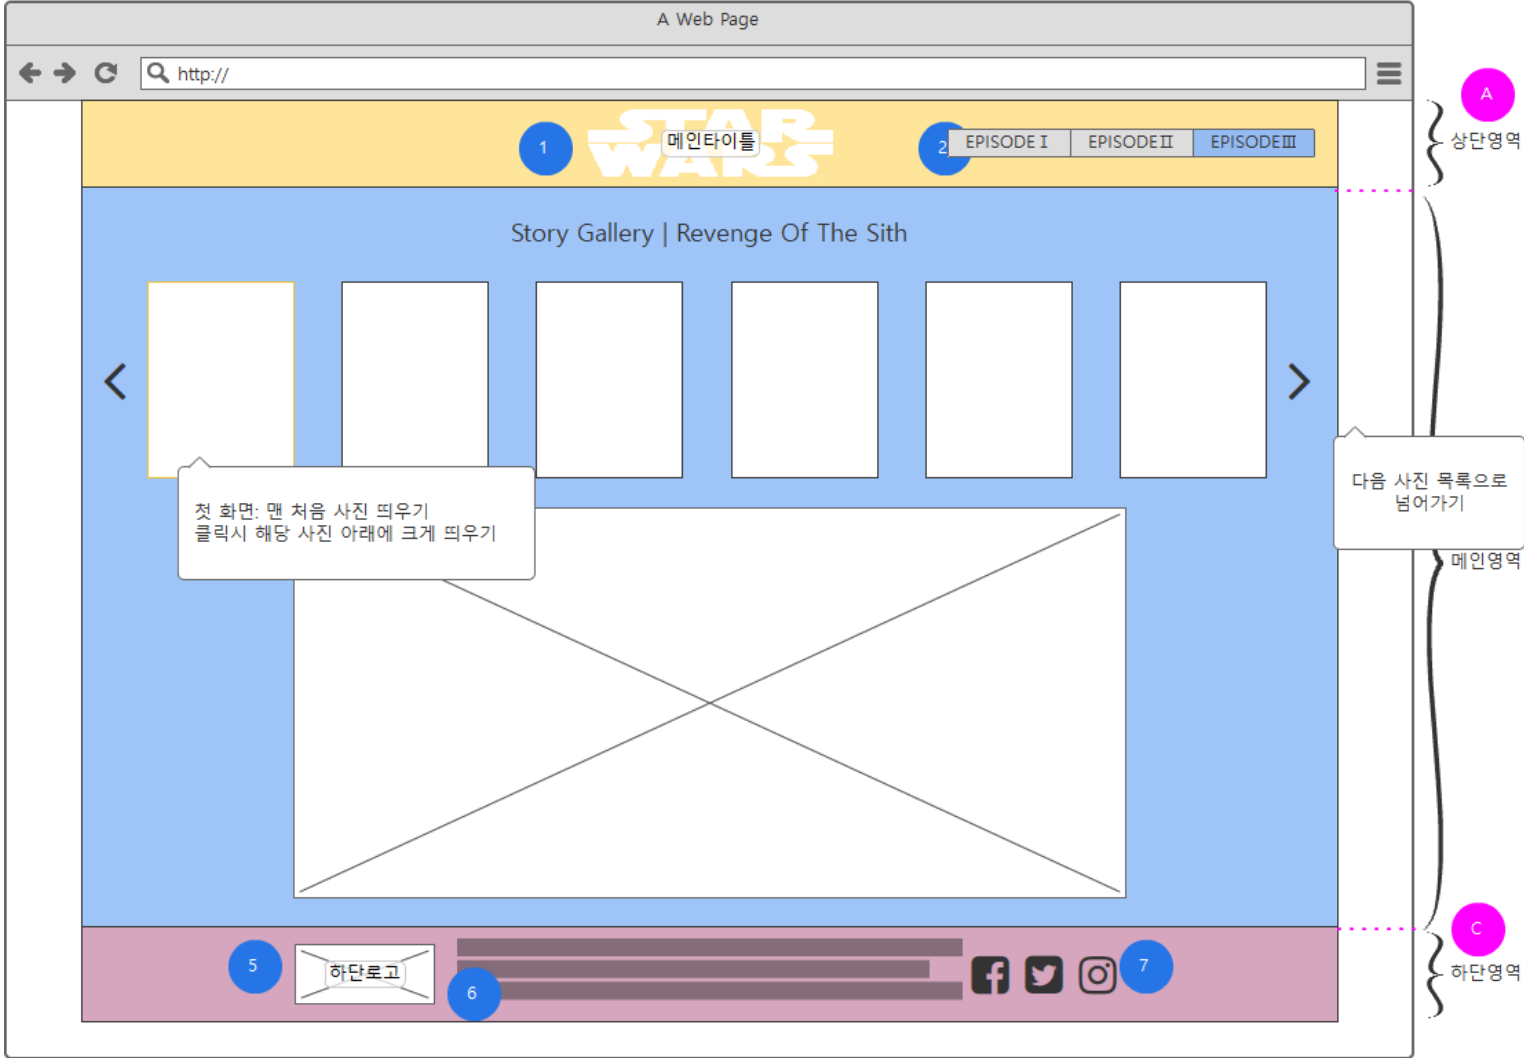 A Web Page
http://
A
상단영역
1
STAR
WARS
메인타이틀
2
EPISODE I
EPISODE II
EPISODE III
Story Gallery | Revenge Of The Sith
첫 화면: 맨 처음 사진 띄우기
클릭시 해당 사진 아래에 크게 띄우기
다음 사진 목록으로
넘어가기
메인영역
5
하단로고
6
7
C
하단영역